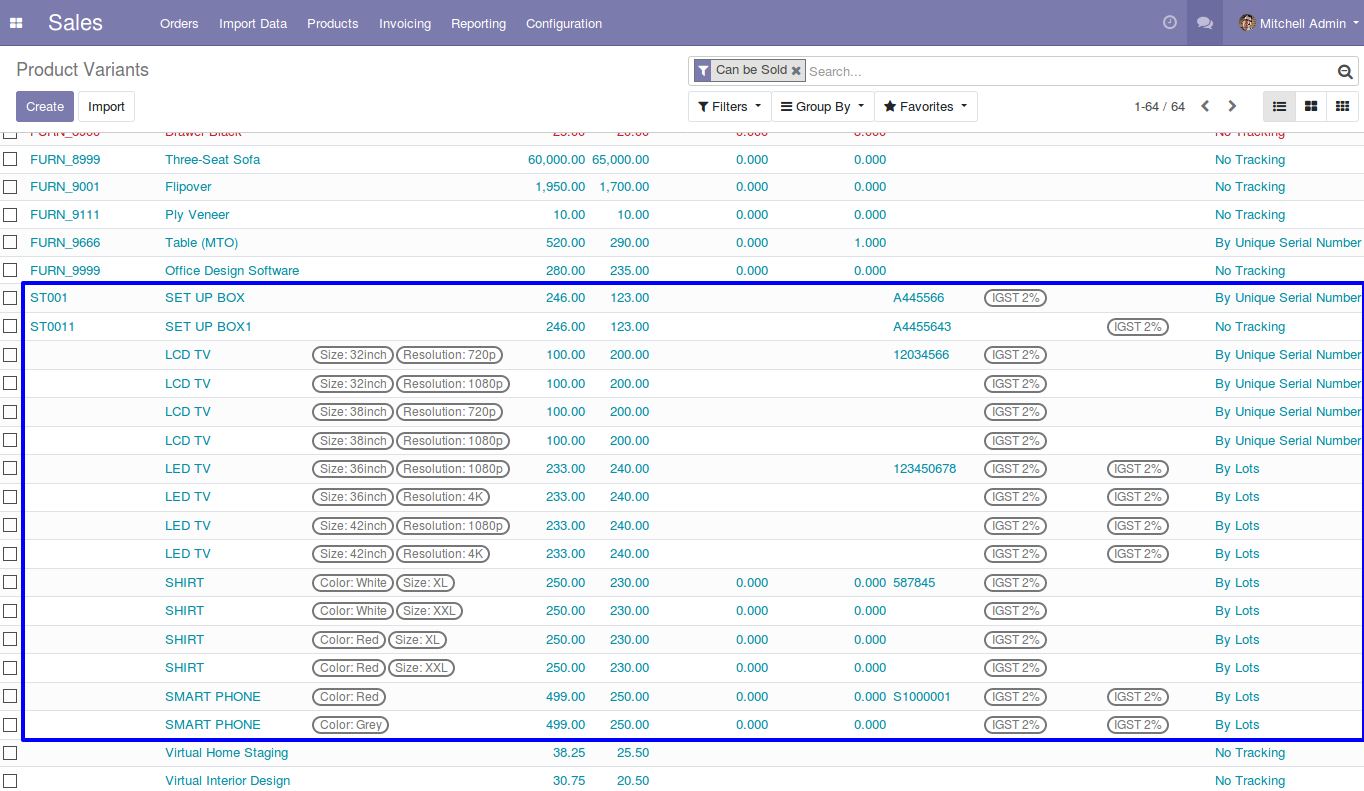 Sales Orders Import Data Products Invoicing Reporting Configuration Mitchell Admin
Product Variants
Can be Sold Search...
Create Import Filters Group By Favorites 1-64 / 64
No Tracking
FURN_8999 Three-Seat Sofa 60,000.00 65,000.00 0.000 0.000 No Tracking
FURN_9001 Flipover 1,950.00 1,700.00 0.000 0.000 No Tracking
FURN_9111 Ply Veneer 10.00 10.00 0.000 0.000 No Tracking
FURN_9666 Table (MTO) 520.00 290.00 0.000 1.000 By Unique Serial Number
FURN_9999 Office Design Software 280.00 235.00 0.000 0.000 No Tracking
ST001 SET UP BOX 246.00 123.00 A445566 IGST 2% By Unique Serial Number
ST0011 SET UP BOX1 246.00 123.00 A4455643 IGST 2% No Tracking
LCD TV Size: 32inch Resolution: 720p 100.00 200.00 12034566 IGST 2% By Unique Serial Number
LCD TV Size: 32inch Resolution: 1080p 100.00 200.00 IGST 2% By Unique Serial Number
LCD TV Size: 38inch Resolution: 720p 100.00 200.00 IGST 2% By Unique Serial Number
LCD TV Size: 38inch Resolution: 1080p 100.00 200.00 IGST 2% By Unique Serial Number
LED TV Size: 36inch Resolution: 1080p 233.00 240.00 123450678 IGST 2% IGST 2% By Lots
LED TV Size: 36inch Resolution: 4K 233.00 240.00 IGST 2% IGST 2% By Lots
LED TV Size: 42inch Resolution: 1080p 233.00 240.00 IGST 2% IGST 2% By Lots
LED TV Size: 42inch Resolution: 4K 233.00 240.00 IGST 2% IGST 2% By Lots
SHIRT Color: White Size: XL 250.00 230.00 0.000 0.000 587845 IGST 2% By Lots
SHIRT Color: White Size: XXL 250.00 230.00 0.000 0.000 IGST 2% By Lots
SHIRT Color: Red Size: XL 250.00 230.00 0.000 0.000 IGST 2% By Lots
SHIRT Color: Red Size: XXL 250.00 230.00 0.000 0.000 IGST 2% By Lots
SMART PHONE Color: Red 499.00 250.00 0.000 0.000 S1000001 IGST 2% IGST 2% By Lots
SMART PHONE Color: Grey 499.00 250.00 0.000 0.000 IGST 2% IGST 2% By Lots
Virtual Home Staging 38.25 25.50 No Tracking
Virtual Interior Design 30.75 20.50 No Tracking